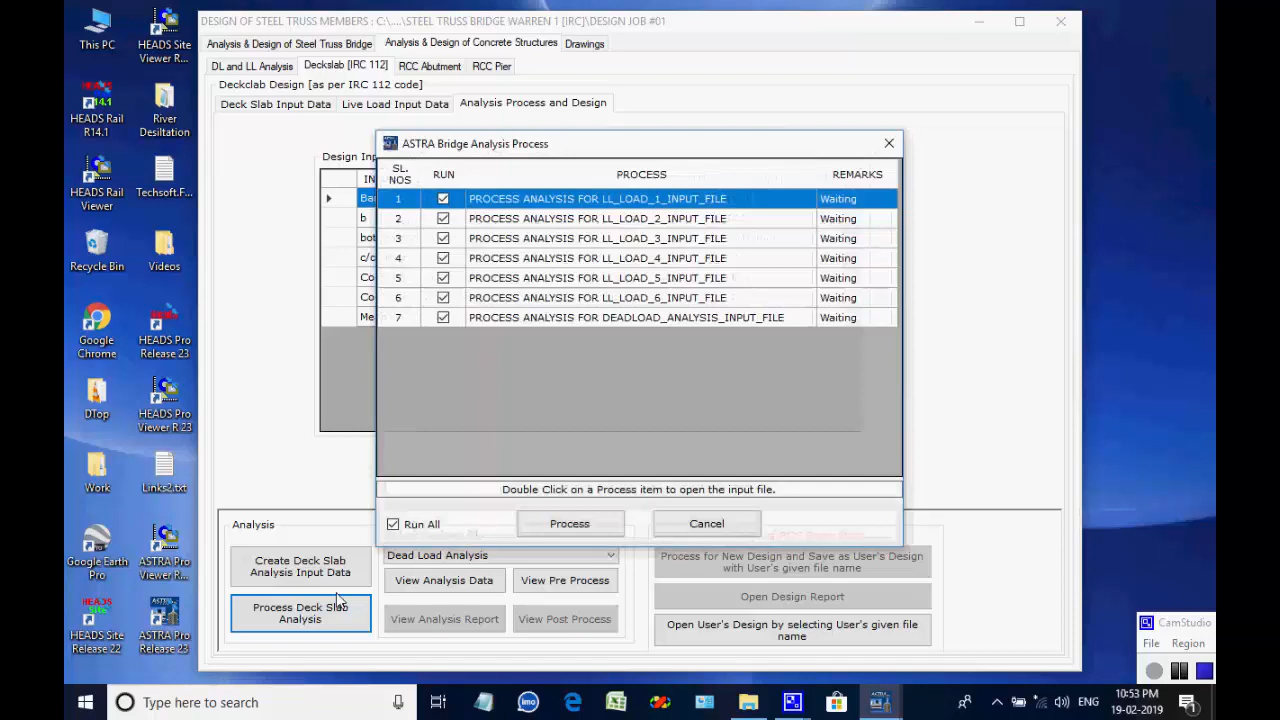 This PC
HEADS Site
Viewer R...
HEADS Rail
R14.1
River
Desiltation
HEADS Rail
Viewer
Techsoft.F...
Recycle Bin
Videos
Google
Chrome
HEADS Pro
Release 23
DTop
HEADS Pro
Viewer R 23
Work
Links2.txt
Google Earth
Pro
ASTRA Pro
Viewer R...
HEADS Site
Release 22
ASTRA Pro
Release 23
DESIGN OF STEEL TRUSS MEMBERS : C:\....\STEEL TRUSS BRIDGE WARREN 1 [IRC]\DESIGN JOB #01
Analysis & Design of Steel Truss Bridge
Analysis & Design of Concrete Structures
Drawings
DL and LL Analysis
Deckslab [IRC 112]
RCC Abutment
RCC Pier
Deckclab Design [as per IRC 112 code]
Deck Slab Input Data
Live Load Input Data
Analysis Process and Design
Design Inp
ASTRA Bridge Analysis Process
SL.
NOS
RUN
PROCESS
REMARKS
1 PROCESS ANALYSIS FOR LL_LOAD_1_INPUT_FILE Waiting
2 PROCESS ANALYSIS FOR LL_LOAD_2_INPUT_FILE Waiting
3 PROCESS ANALYSIS FOR LL_LOAD_3_INPUT_FILE Waiting
4 PROCESS ANALYSIS FOR LL_LOAD_4_INPUT_FILE Waiting
5 PROCESS ANALYSIS FOR LL_LOAD_5_INPUT_FILE Waiting
6 PROCESS ANALYSIS FOR LL_LOAD_6_INPUT_FILE Waiting
7 PROCESS ANALYSIS FOR DEADLOAD_ANALYSIS_INPUT_FILE Waiting
IN
Ba
b
bot
c/c
Co
Co
Me
Double Click on a Process item to open the input file.
Run All
Process
Cancel
Analysis
Create Deck Slab
Analysis Input Data
Process Deck Slab
Analysis
Dead Load Analysis
View Analysis Data
View Pre Process
View Analysis Report
View Post Process
Process for New Design and Save as User's Design
with User's given file name
Open Design Report
Open User's Design by selecting User's given file
name
CamStudio
File Region
Type here to search
imo
ENG
10:53 PM
19-02-2019
1